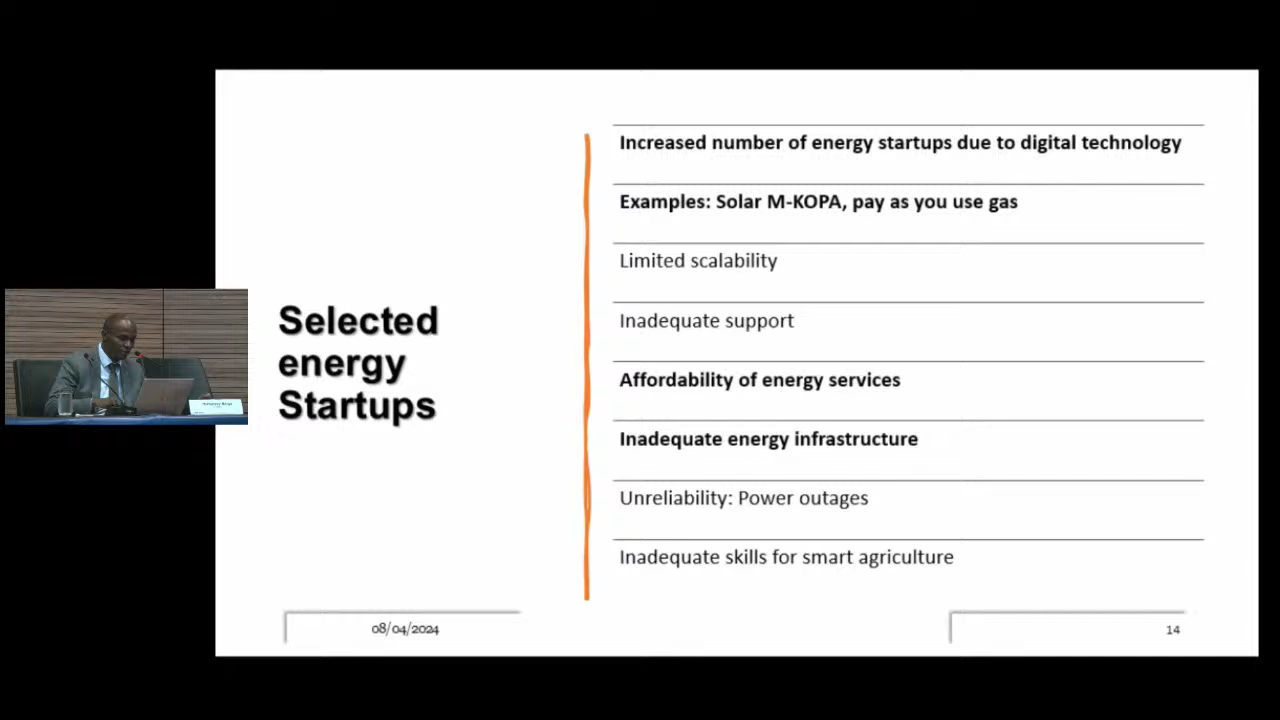 Selected
energy
Startups
Increased number of energy startups due to digital technology
Examples: Solar M-KOPA, pay as you use gas
Limited scalability
Inadequate support
Affordability of energy services
Inadequate energy infrastructure
Unreliability: Power outages
Inadequate skills for smart agriculture
08/04/2024
14